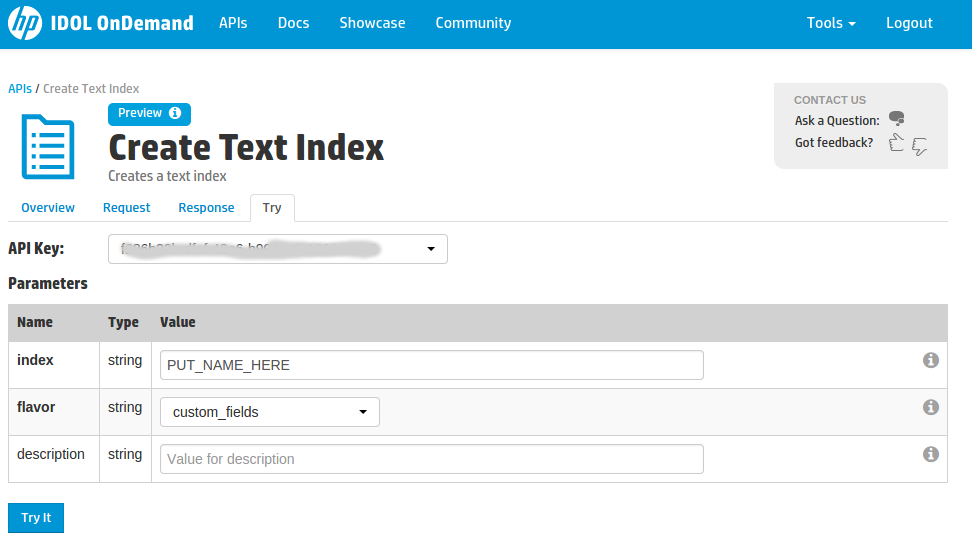 hp IDOL OnDemand APIs Docs Showcase Community Tools Logout
APIs / Create Text Index
CONTACT US
Preview
Ask a Question:
Create Text Index
Got feedback?
Creates a text index
Overview Request Response Try
API Key:
Parameters
Name Type Value
index string PUT_NAME_HERE
flavor string custom_fields
description string Value for description
Try It